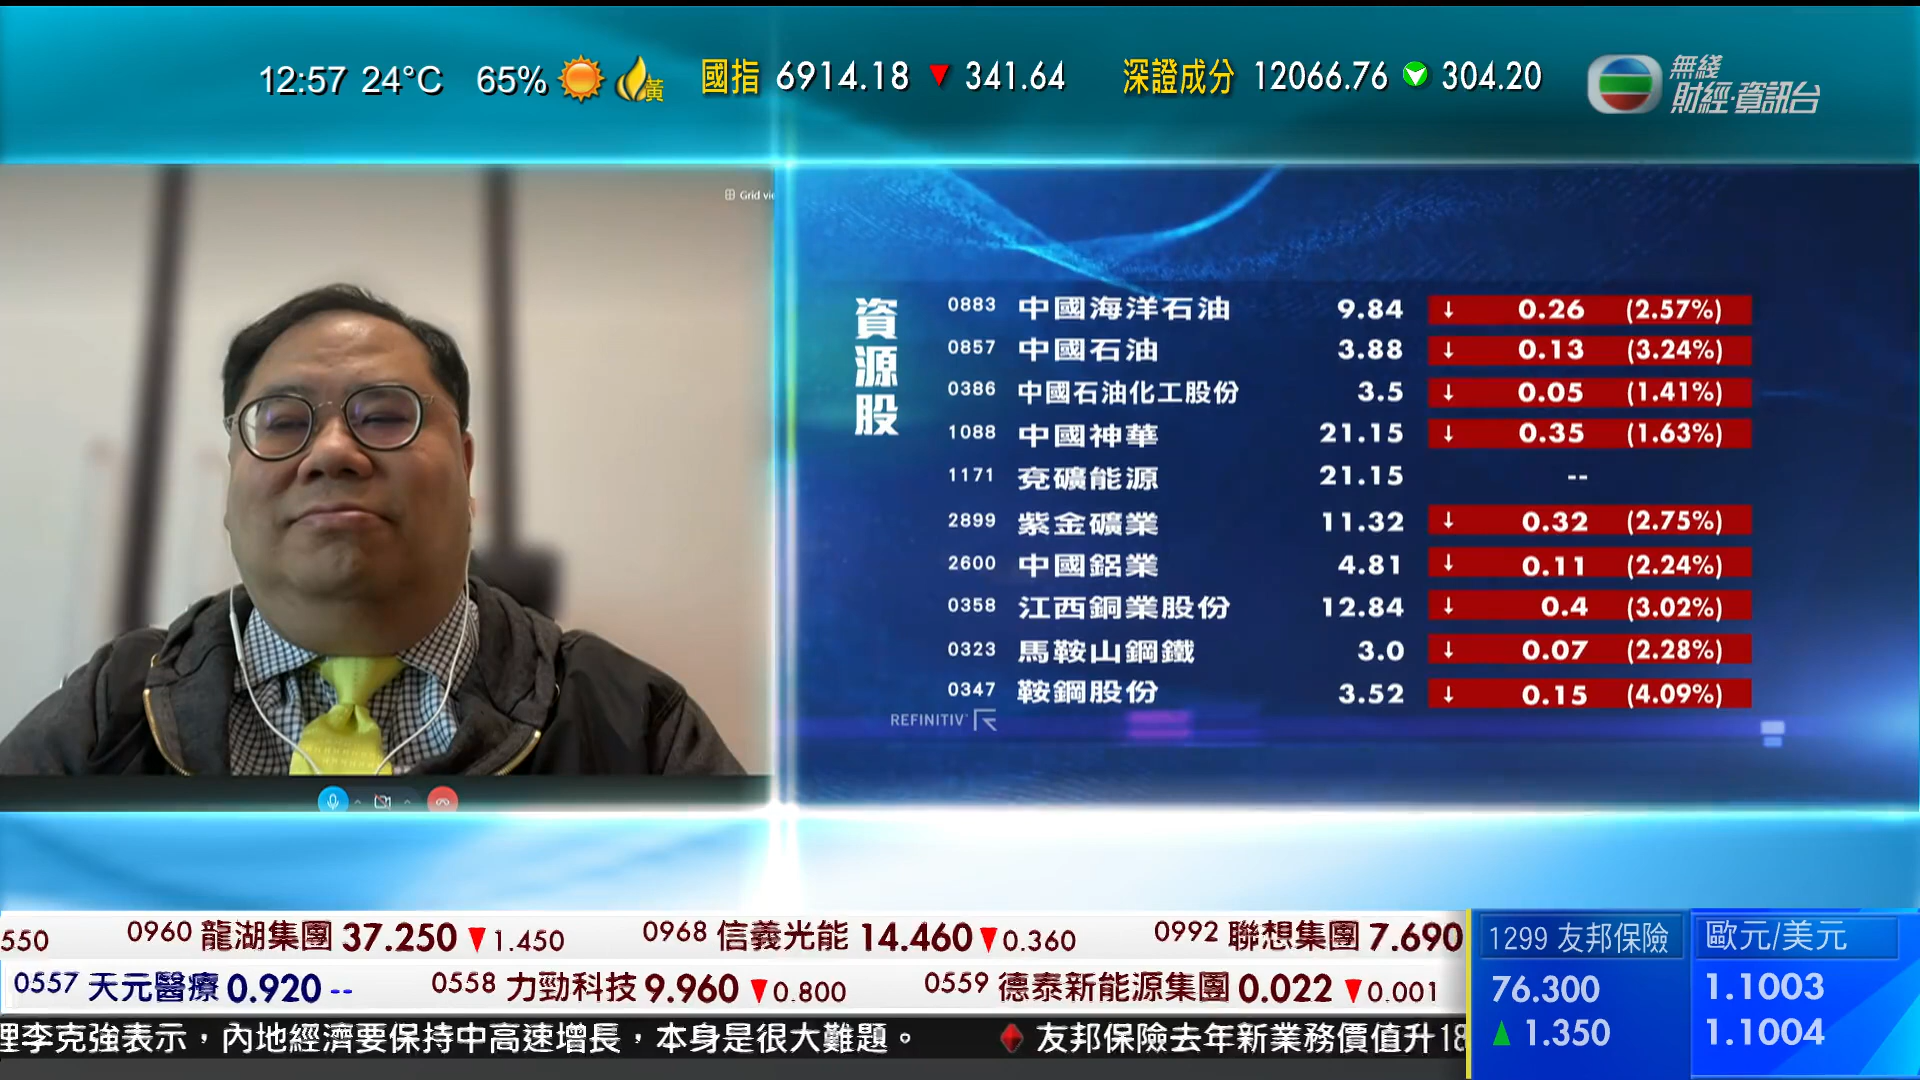 12:57 24°C 65% 黃 國指 6914.18 ▼ 341.64 深證成分 12066.76 304.20 無綫
財經·資訊台
Grid vie
資源股
0883 中國海洋石油 9.84 ↓ 0.26 (2.57%)
0857 中國石油 3.88 ↓ 0.13 (3.24%)
0386 中國石油化工股份 3.5 ↓ 0.05 (1.41%)
1088 中國神華 21.15 ↓ 0.35 (1.63%)
1171 兗礦能源 21.15 --
2899 紫金礦業 11.32 ↓ 0.32 (2.75%)
2600 中國鋁業 4.81 ↓ 0.11 (2.24%)
0358 江西銅業股份 12.84 ↓ 0.4 (3.02%)
0323 馬鞍山鋼鐵 3.0 ↓ 0.07 (2.28%)
0347 鞍鋼股份 3.52 ↓ 0.15 (4.09%)
REFINITIV
550 0960 龍湖集團 37.250 ▼ 1.450 0968 信義光能 14.460 ▼ 0.360 0992 聯想集團 7.690
0557 天元醫療 0.920 -- 0558 力勁科技 9.960 ▼ 0.800 0559 德泰新能源集團 0.022 ▼ 0.001
理李克強表示，內地經濟要保持中高速增長，本身是很大難題。 ♦ 友邦保險去年新業務價值升18
1299 友邦保險
76.300
▲ 1.350
歐元/美元
1.1003
1.1004